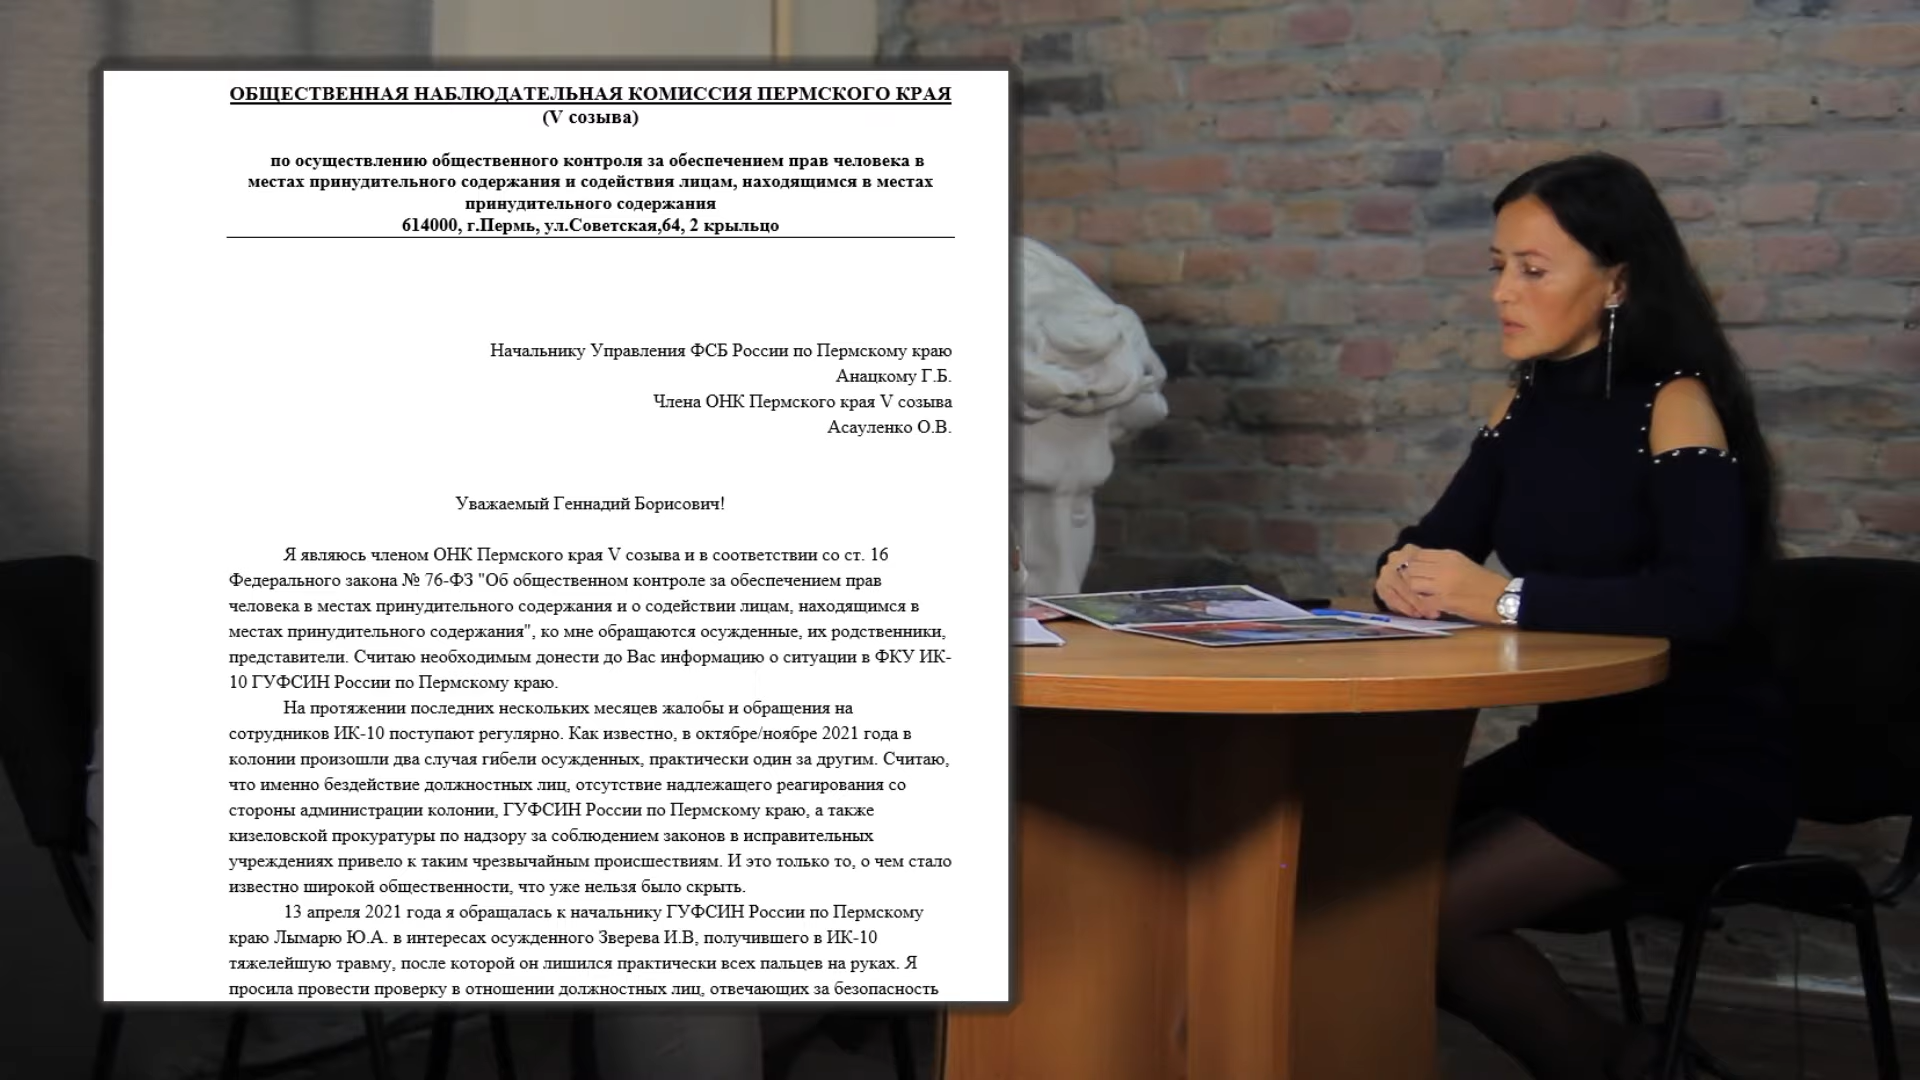 ОБЩЕСТВЕННАЯ НАБЛЮДАТЕЛЬНАЯ КОМИССИЯ ПЕРМСКОГО КРАЯ
(V созыва)
по осуществлению общественного контроля за обеспечением прав человека в
местах принудительного содержания и содействия лицам, находящимся в местах
принудительного содержания
614000, г.Пермь, ул.Советская,64, 2 крыльцо
Начальнику Управления ФСБ России по Пермскому краю
Анацкому Г.Б.
Члена ОНК Пермского края V созыва
Асауленко О.В.
Уважаемый Геннадий Борисович!
Я являюсь членом ОНК Пермского края V созыва и в соответствии со ст. 16
Федерального закона № 76-ФЗ "Об общественном контроле за обеспечением прав
человека в местах принудительного содержания и о содействии лицам, находящимся в
местах принудительного содержания", ко мне обращаются осужденные, их родственники,
представители. Считаю необходимым донести до Вас информацию о ситуации в ФКУ ИК-
10 ГУФСИН России по Пермскому краю.
На протяжении последних нескольких месяцев жалобы и обращения на
сотрудников ИК-10 поступают регулярно. Как известно, в октябре/ноябре 2021 года в
колонии произошли два случая гибели осужденных, практически один за другим. Считаю,
что именно бездействие должностных лиц, отсутствие надлежащего реагирования со
стороны администрации колонии, ГУФСИН России по Пермскому краю, а также
кизеловской прокуратуры по надзору за соблюдением законов в исправительных
учреждениях привело к таким чрезвычайным происшествиям. И это только то, о чем стало
известно широкой общественности, что уже нельзя было скрыть.
13 апреля 2021 года я обращалась к начальнику ГУФСИН России по Пермскому
краю Лымарю Ю.А. в интересах осужденного Зверева И.В, получившего в ИК-10
тяжелейшую травму, после которой он лишился практически всех пальцев на руках. Я
просила провести проверку в отношении должностных лиц, отвечающих за безопасность